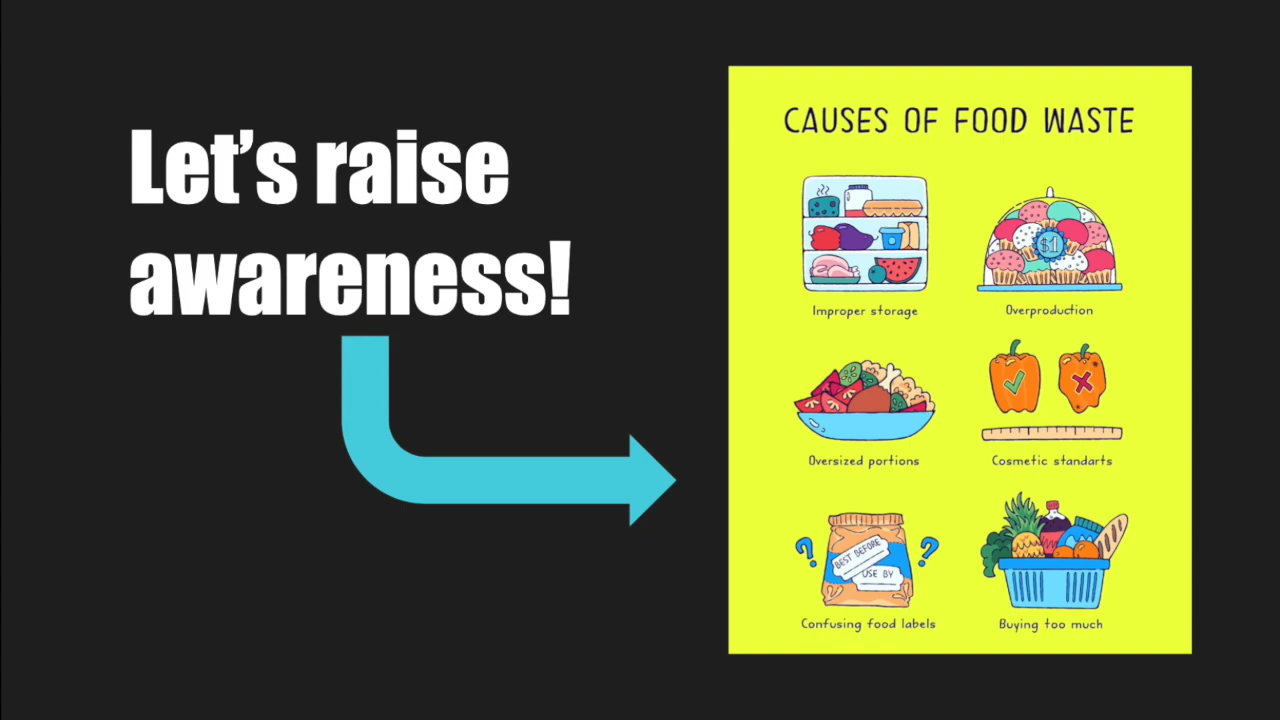 Let's raise
awareness!
CAUSES OF FOOD WASTE
$1
Improper storage
Overproduction
Oversized portions
Cosmetic standarts
BEST BEFORE
USE BY
Confusing food labels
Buying too much